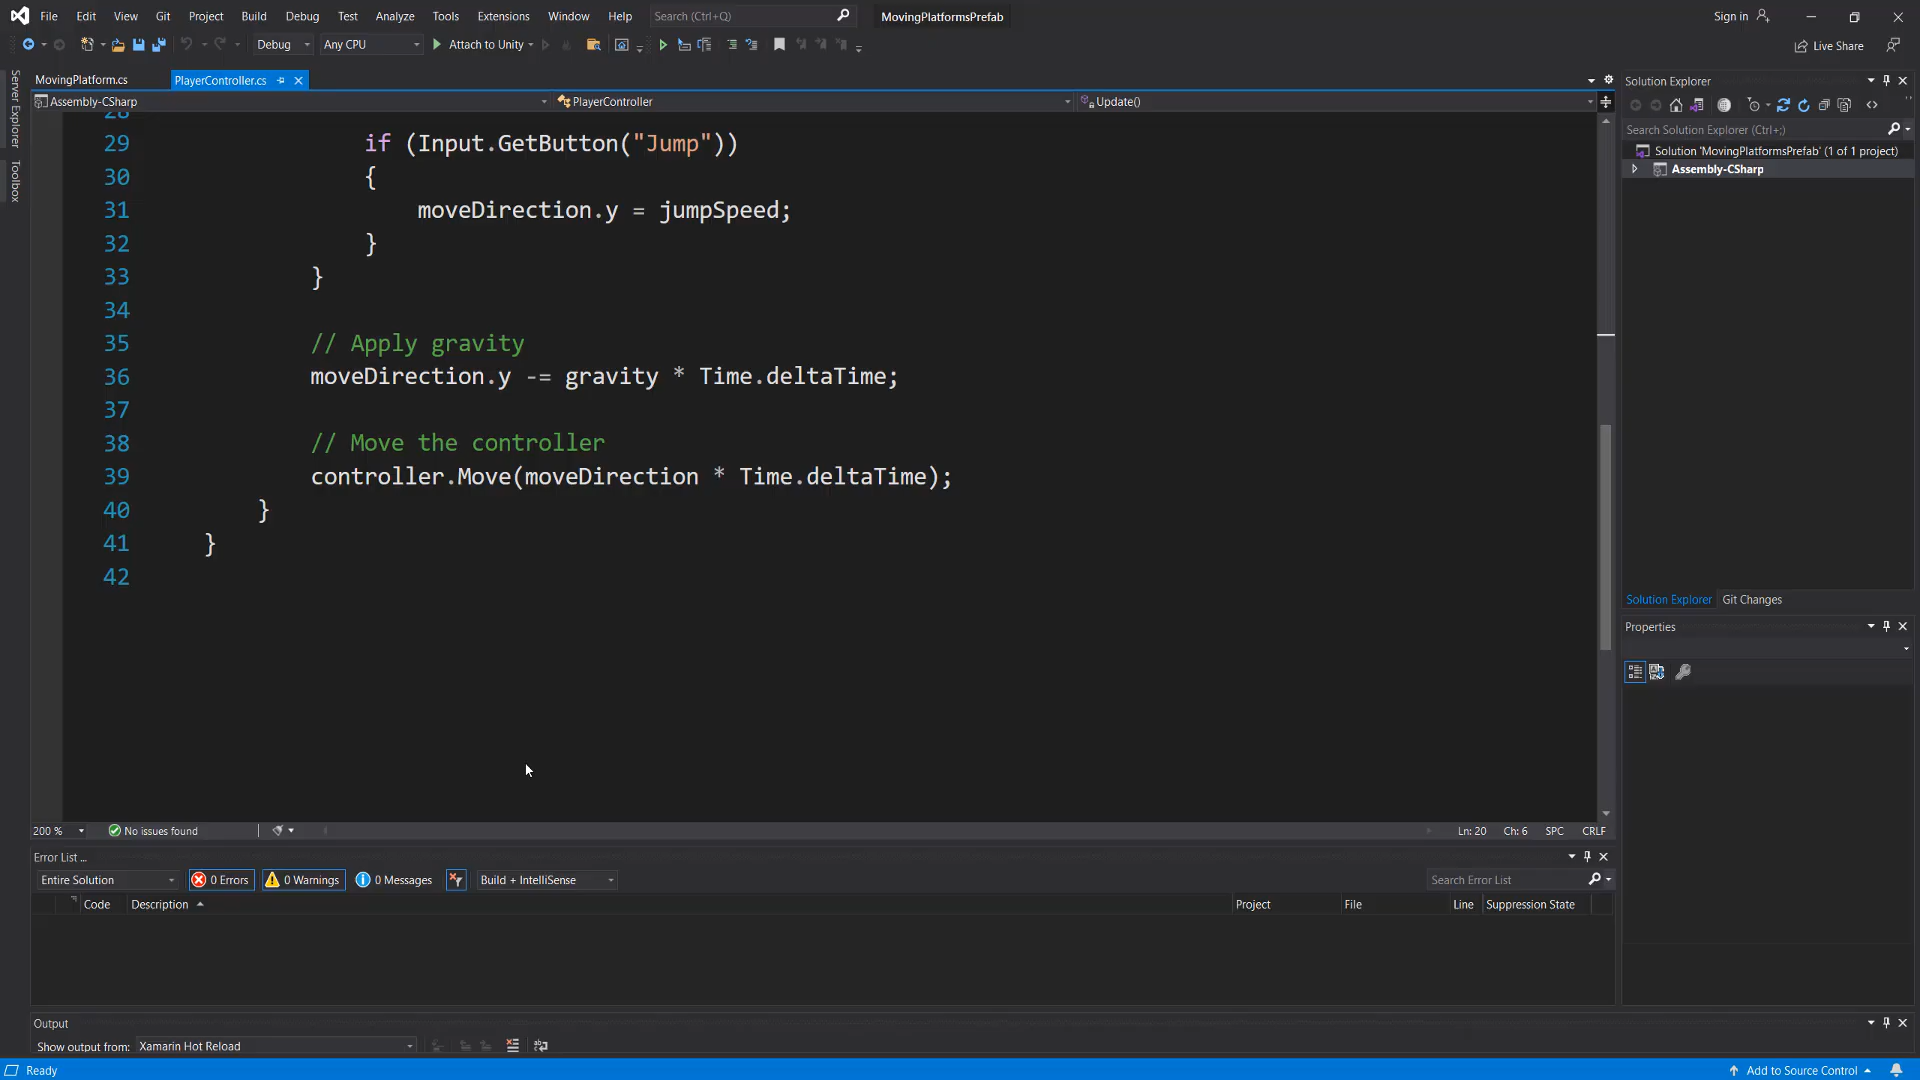 File Edit View Git Project Build Debug Test Analyze Tools Extensions Window Help Search (Ctrl+Q) MovingPlatformsPrefab Sign in
Debug Any CPU Attach to Unity Live Share
Server Explorer
Toolbox
MovingPlatform.cs PlayerController.cs
Assembly-CSharp PlayerController Update()
28
29 if (Input.GetButton("Jump"))
30 {
31 moveDirection.y = jumpSpeed;
32 }
33 }
34
35 // Apply gravity
36 moveDirection.y -= gravity * Time.deltaTime;
37
38 // Move the controller
39 controller.Move(moveDirection * Time.deltaTime);
40 }
41 }
42
200 % No issues found Ln: 20 Ch: 6 SPC CRLF
Error List ...
Entire Solution 0 Errors 0 Warnings 0 Messages Build + IntelliSense Search Error List
Code Description Project File Line Suppression State
Output
Show output from: Xamarin Hot Reload
Solution Explorer
Search Solution Explorer (Ctrl+;)
Solution 'MovingPlatformsPrefab' (1 of 1 project)
Assembly-CSharp
Solution Explorer Git Changes
Properties
Ready Add to Source Control